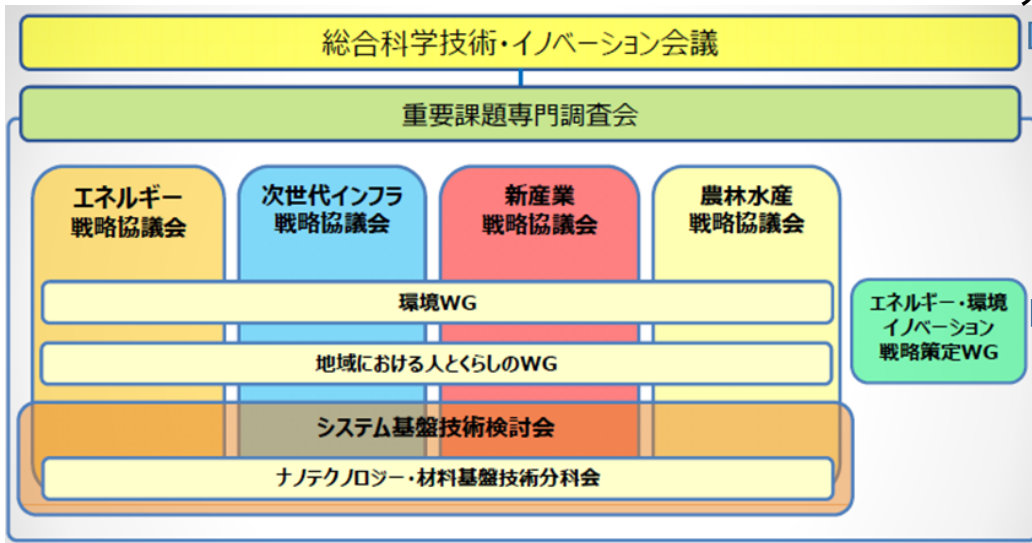 総合科学技術・イノベーション会議
重要課題専門調査会
エネルギー
戦略協議会
次世代インフラ
戦略協議会
新産業
戦略協議会
農林水産
戦略協議会
環境WG
地域における人とくらしのWG
エネルギー・環境
イノベーション
戦略策定WG
システム基盤技術検討会
ナノテクノロジー・材料基盤技術分科会